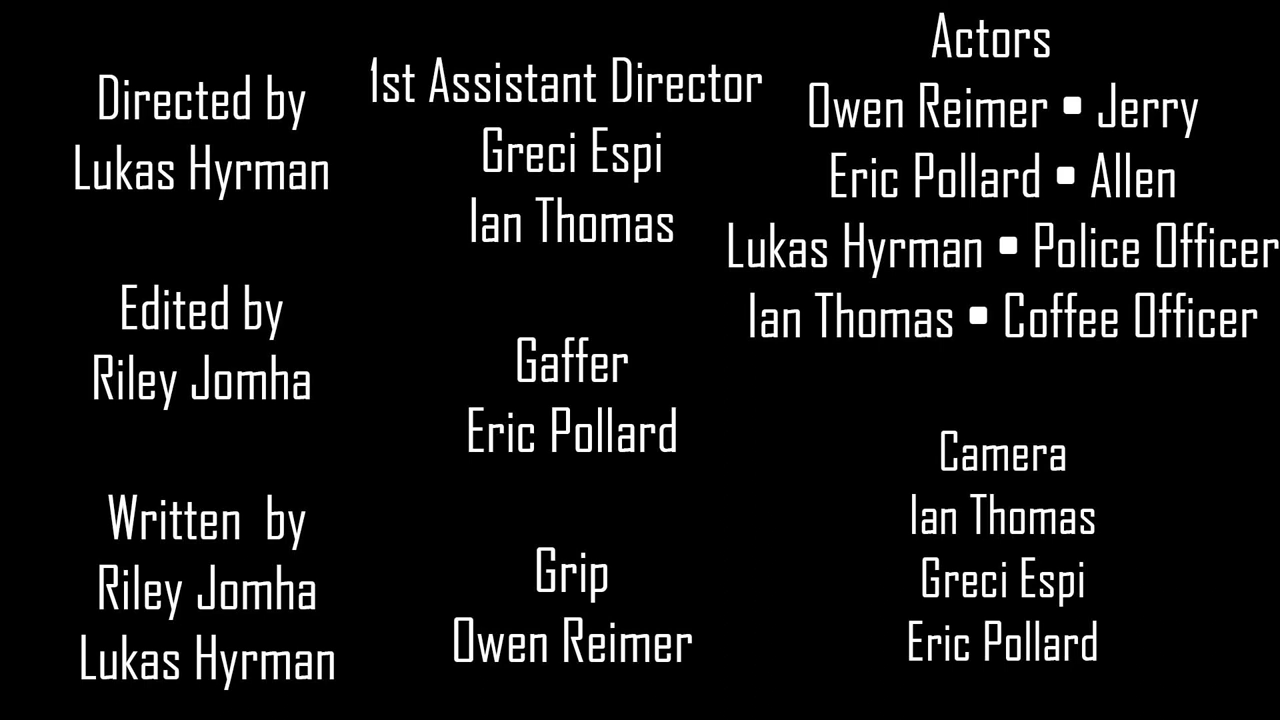 Directed by
Lukas Hyrman
Edited by
Riley Jomha
Written by
Riley Jomha
Lukas Hyrman
1st Assistant Director
Greci Espi
Ian Thomas
Gaffer
Eric Pollard
Grip
Owen Reimer
Actors
Owen Reimer ▪ Jerry
Eric Pollard ▪ Allen
Lukas Hyrman ▪ Police Officer
Ian Thomas ▪ Coffee Officer
Camera
Ian Thomas
Greci Espi
Eric Pollard